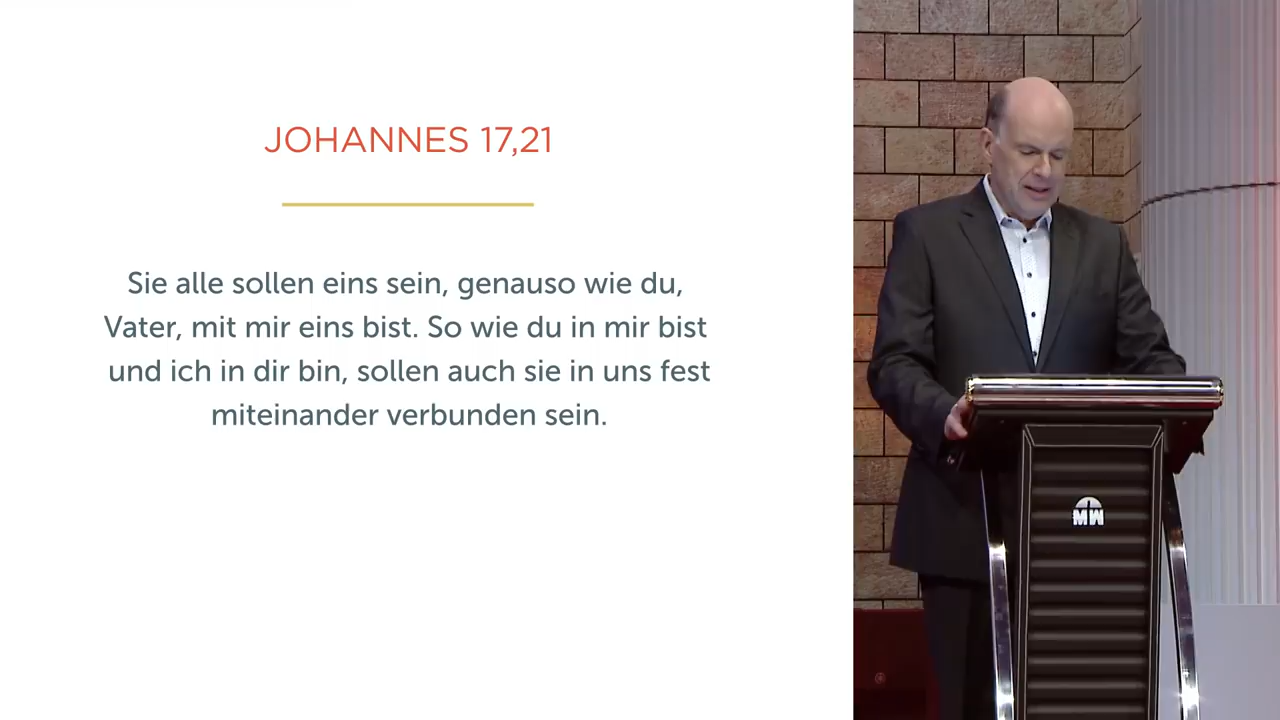 JOHANNES 17,21
Sie alle sollen eins sein, genauso wie du,
Vater, mit mir eins bist. So wie du in mir bist
und ich in dir bin, sollen auch sie in uns fest
miteinander verbunden sein.
MW